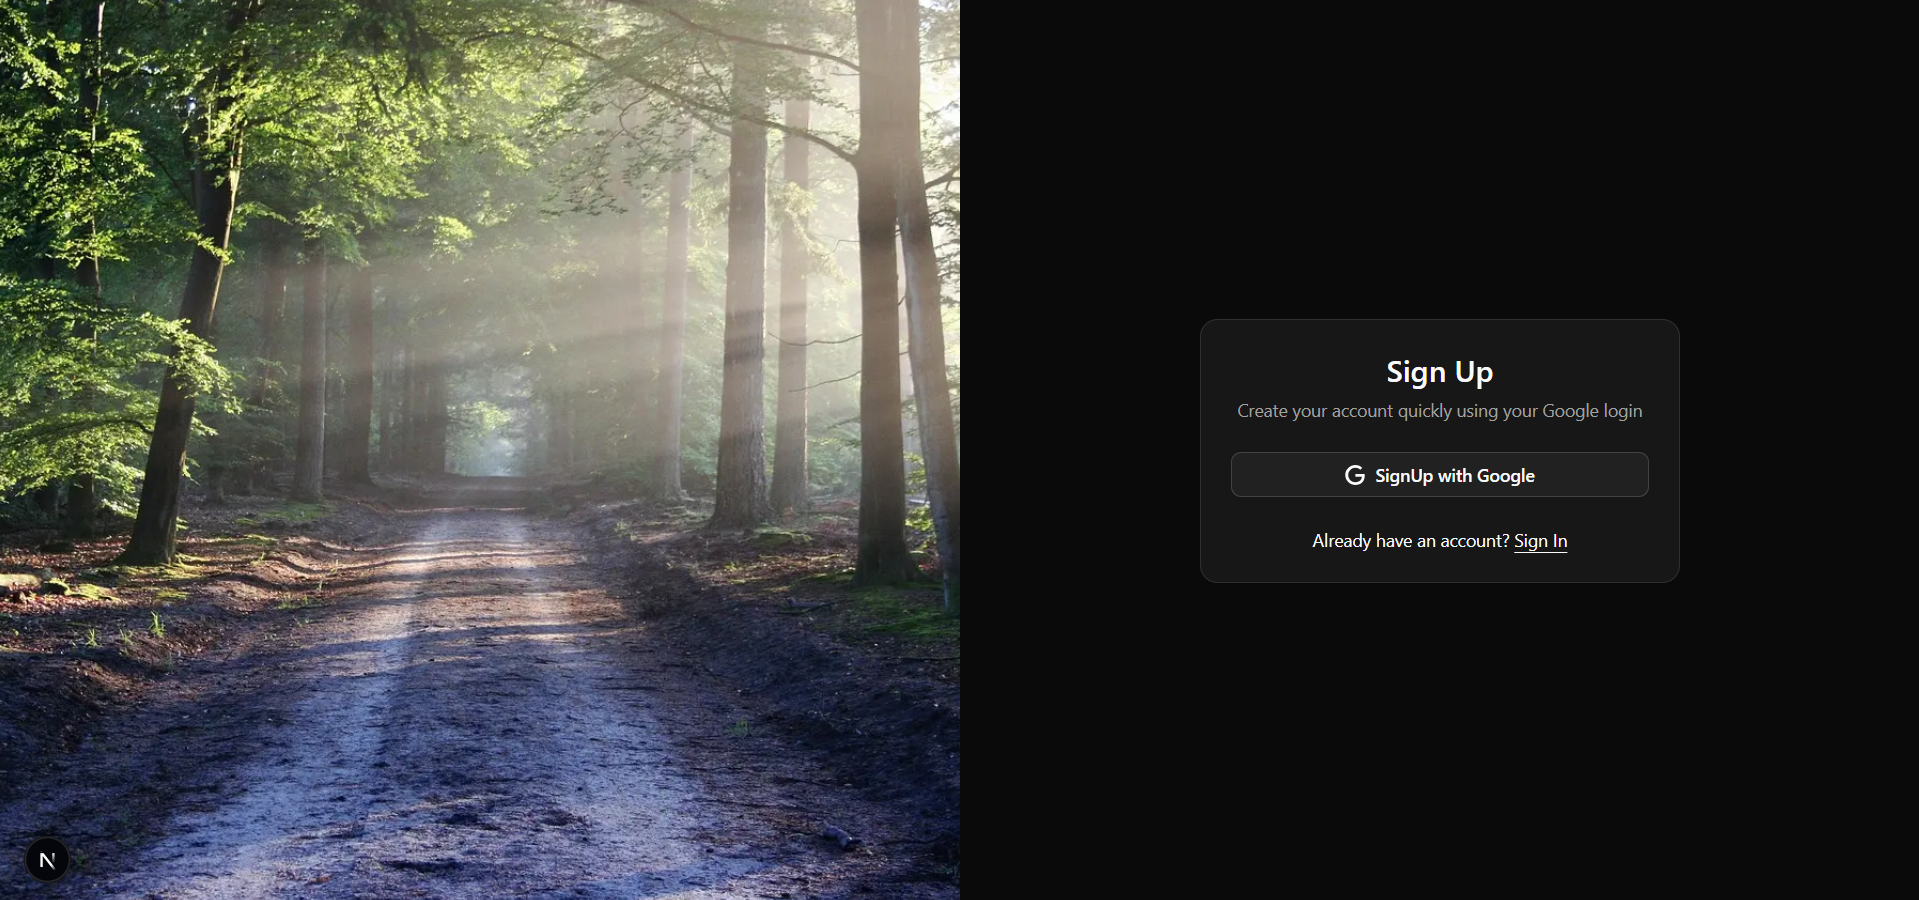 Sign Up
Create your account quickly using your Google login
SignUp with Google
Already have an account? Sign In
N